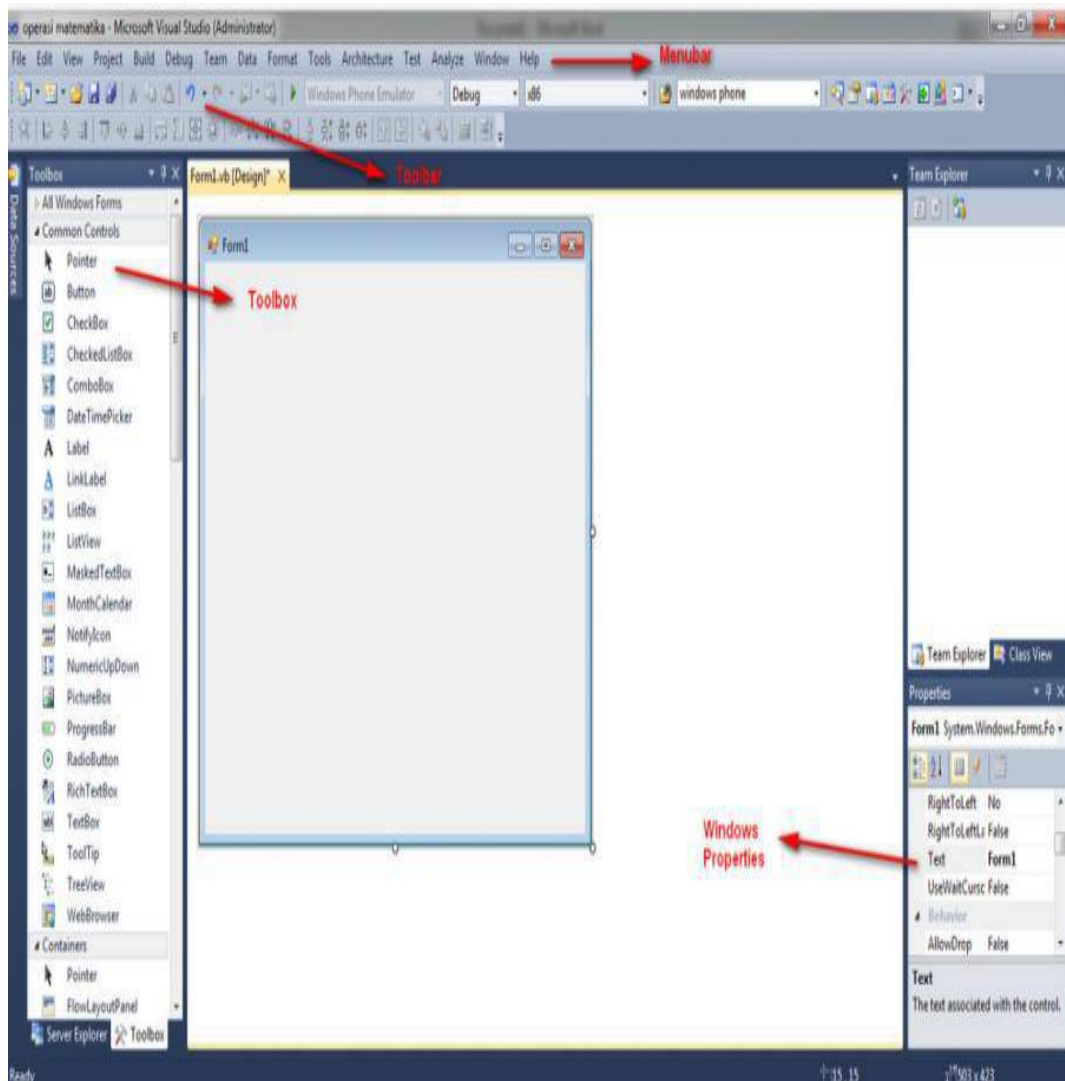 operasi matematika - Microsoft Visual Studio (Administrator)
File Edit View Project Build Debug Team Data Format Tools Architecture Test Analyze Window Help
Menubar
Windows Phone Emulator Debug x86 windows phone
Toolbox
Form1.vb [Design]* X
Toolbar
Team Explorer
Data Sources
All Windows Forms
Common Controls
Pointer
Button
CheckBox
CheckedListBox
ComboBox
DateTimePicker
Label
LinkLabel
ListBox
ListView
MaskedTextBox
MonthCalendar
NotifyIcon
NumericUpDown
PictureBox
ProgressBar
RadioButton
RichTextBox
TextBox
ToolTip
TreeView
WebBrowser
Containers
Pointer
FlowLayoutPanel
Server Explorer Toolbox
Form1
Toolbox
Windows
Properties
Team Explorer Class View
Properties
Form1 System.Windows.Forms.Fo
RightToLeft No
RightToLeftLa False
Text Form1
UseWaitCursc False
Behavior
AllowDrop False
Text
The text associated with the control.
Ready
15, 15
503 x 423